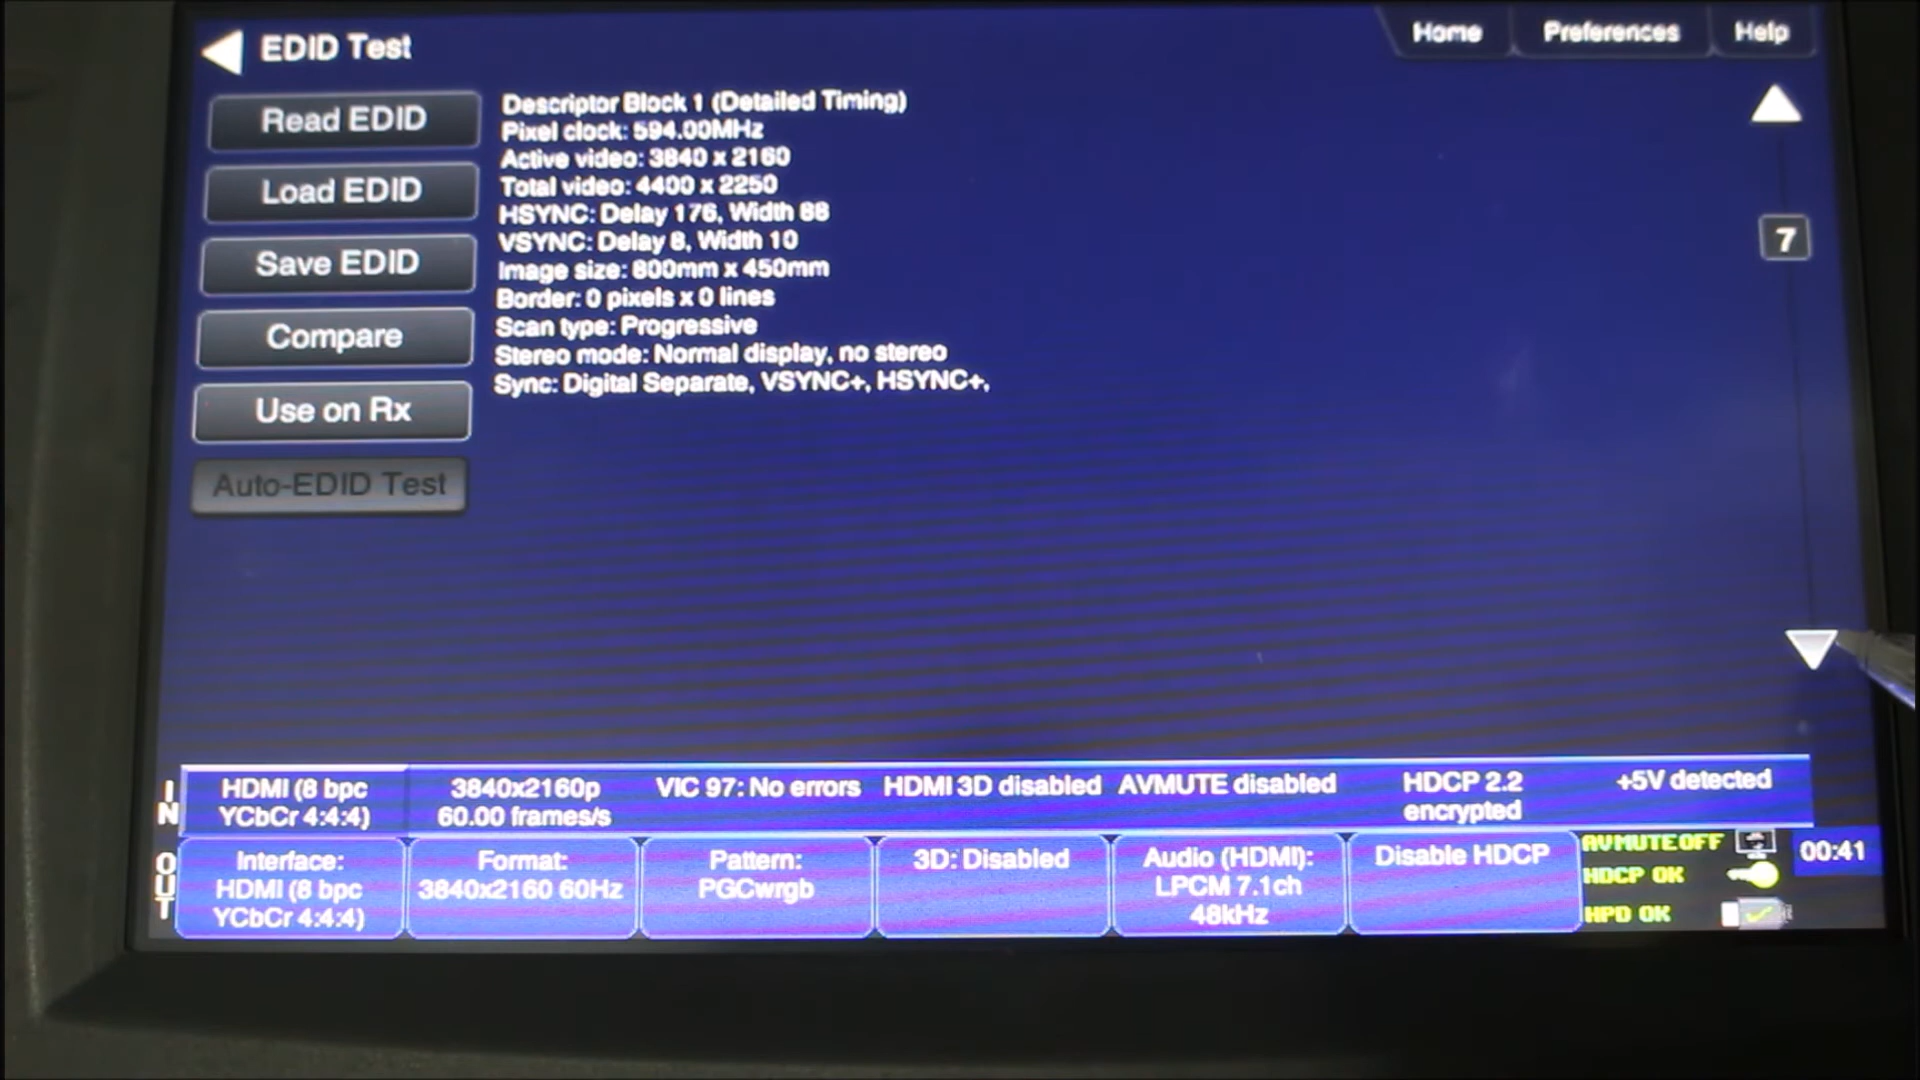 EDID Test
Home
Preferences
Help
Read EDID
Load EDID
Save EDID
Compare
Use on Rx
Auto-EDID Test
Descriptor Block 1 (Detailed Timing)
Pixel clock: 594.00MHz
Active video: 3840 x 2160
Total video: 4400 x 2250
HSYNC: Delay 176, Width 88
VSYNC: Delay 8, Width 10
Image size: 800mm x 450mm
Border: 0 pixels x 0 lines
Scan type: Progressive
Stereo mode: Normal display, no stereo
Sync: Digital Separate, VSYNC+, HSYNC+,
7
IN
HDMI (8 bpc
YCbCr 4:4:4)
3840x2160p
60.00 frames/s
VIC 97: No errors
HDMI 3D disabled
AVMUTE disabled
HDCP 2.2
encrypted
+5V detected
OUT
Interface:
HDMI (8 bpc
YCbCr 4:4:4)
Format:
3840x2160 60Hz
Pattern:
PGCwrgb
3D: Disabled
Audio (HDMI):
LPCM 7.1ch
48kHz
Disable HDCP
AVMUTE OFF
HDCP OK
HPD OK
00:41